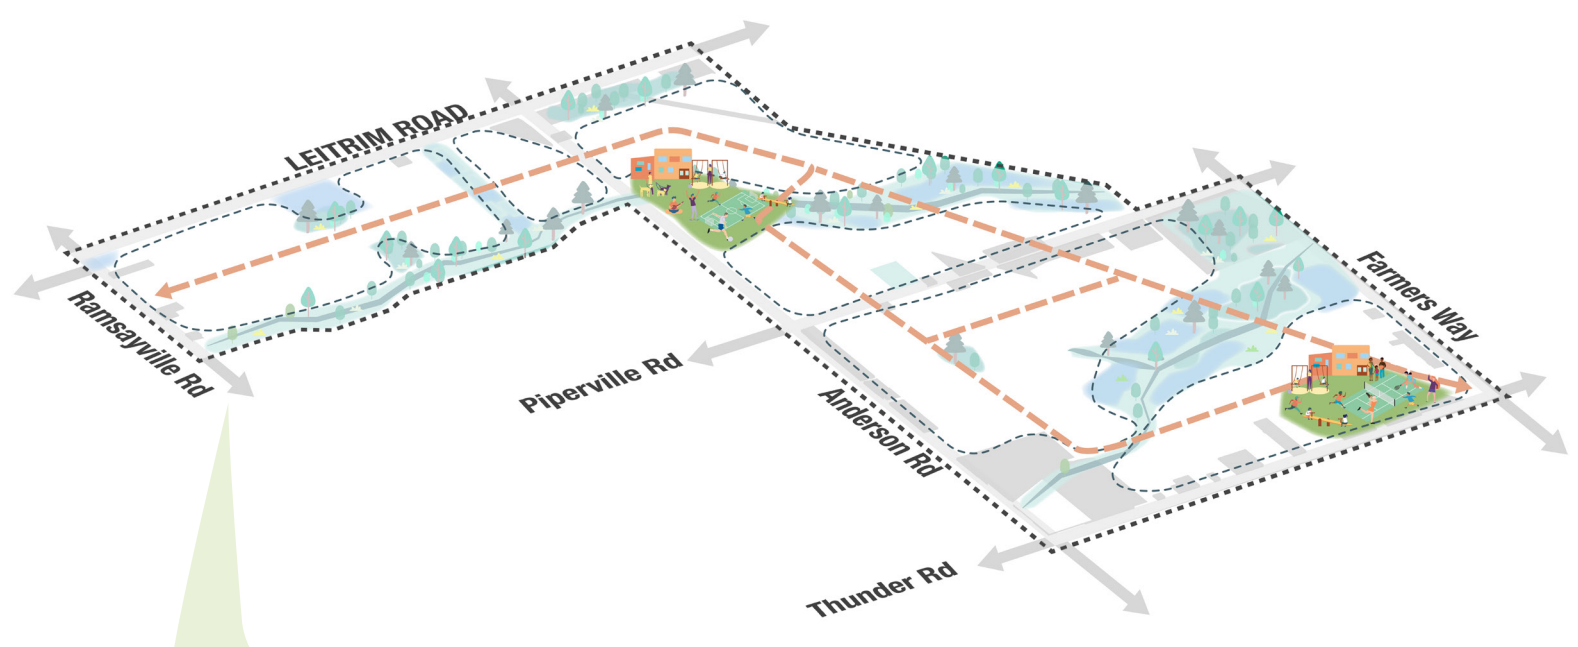 LEITRIM ROAD
Ramsayville Rd
Piperville Rd
Anderson Rd
Farmers Way
Thunder Rd